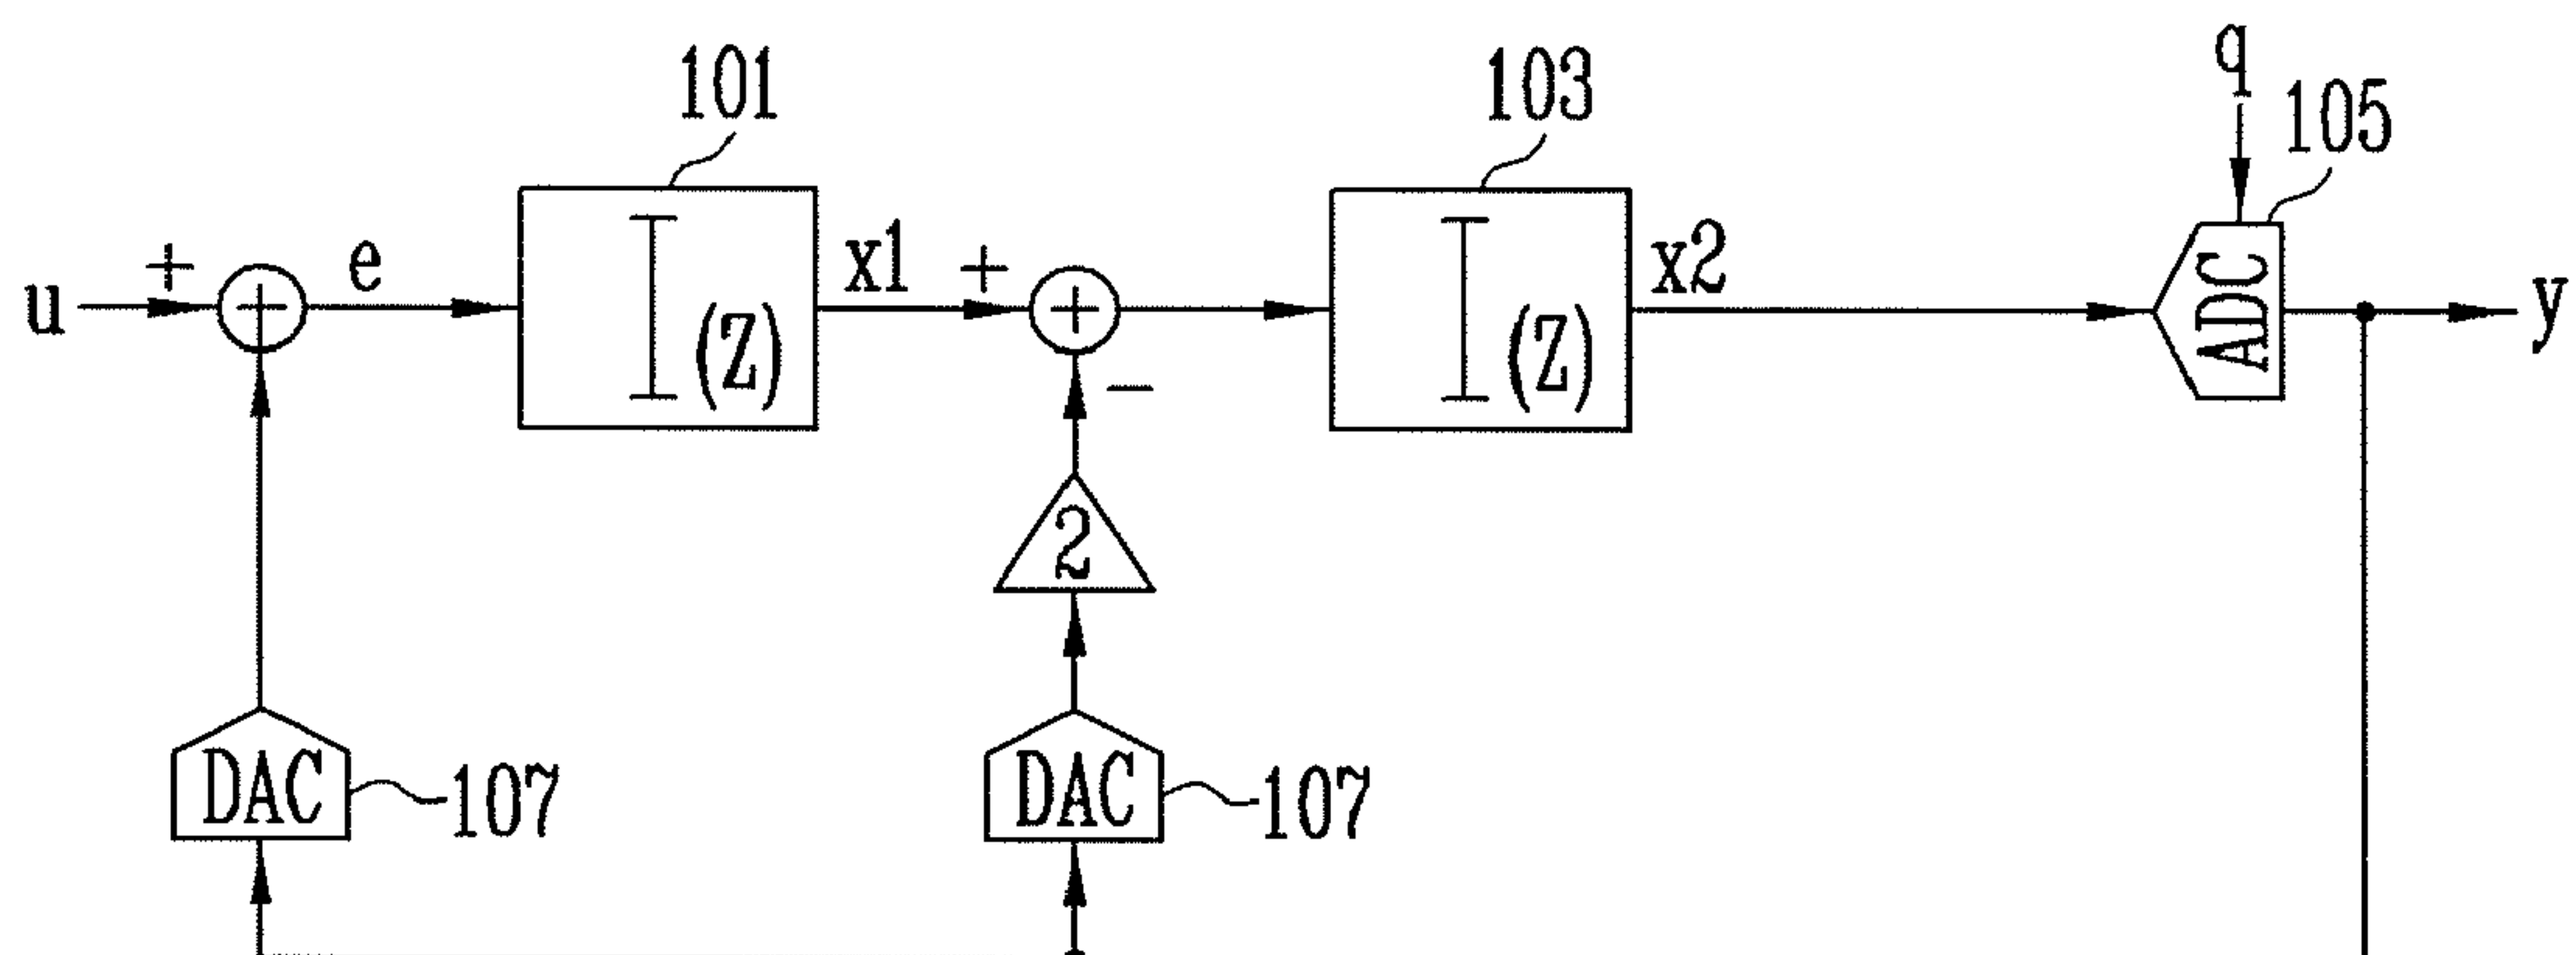 101
103
q
105
u
+
+
e
I(Z)
x1
+
+
-
I(Z)
x2
ADC
y
2
DAC
107
DAC
107